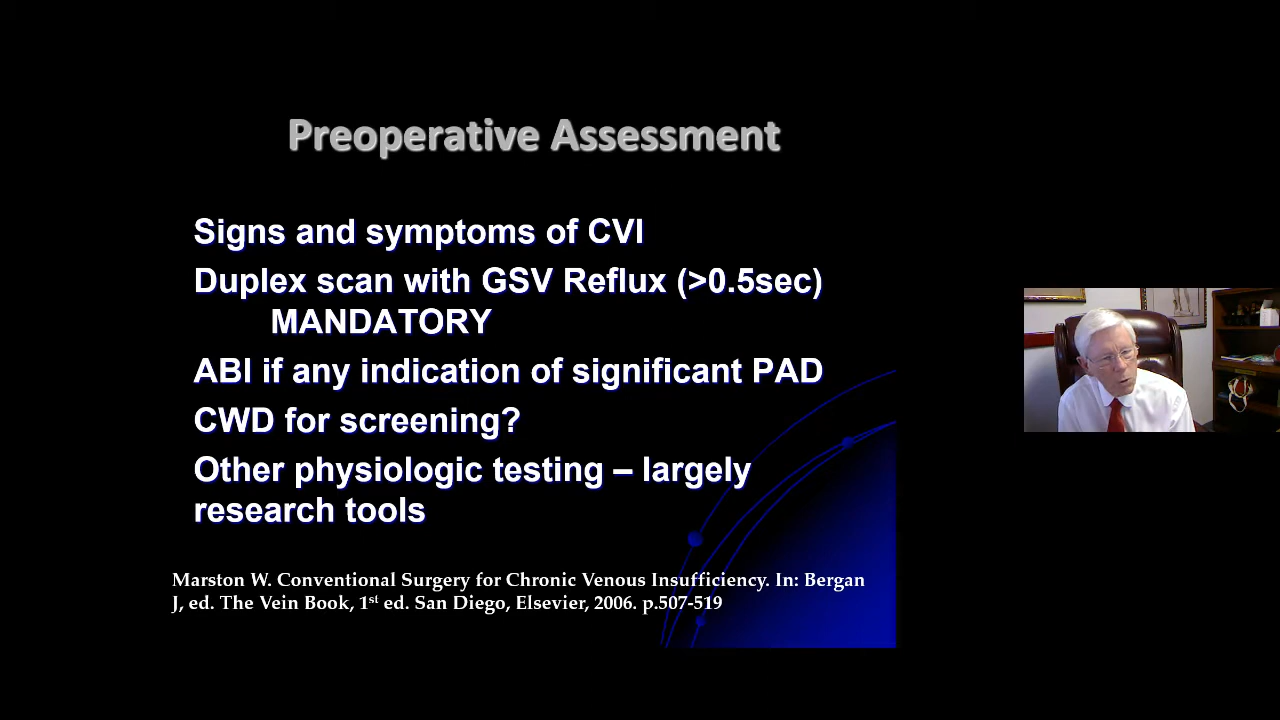 Preoperative Assessment
Signs and symptoms of CVI
Duplex scan with GSV Reflux (>0.5sec)
MANDATORY
ABI if any indication of significant PAD
CWD for screening?
Other physiologic testing – largely
research tools
Marston W. Conventional Surgery for Chronic Venous Insufficiency. In: Bergan
J, ed. The Vein Book, 1st ed. San Diego, Elsevier, 2006. p.507-519